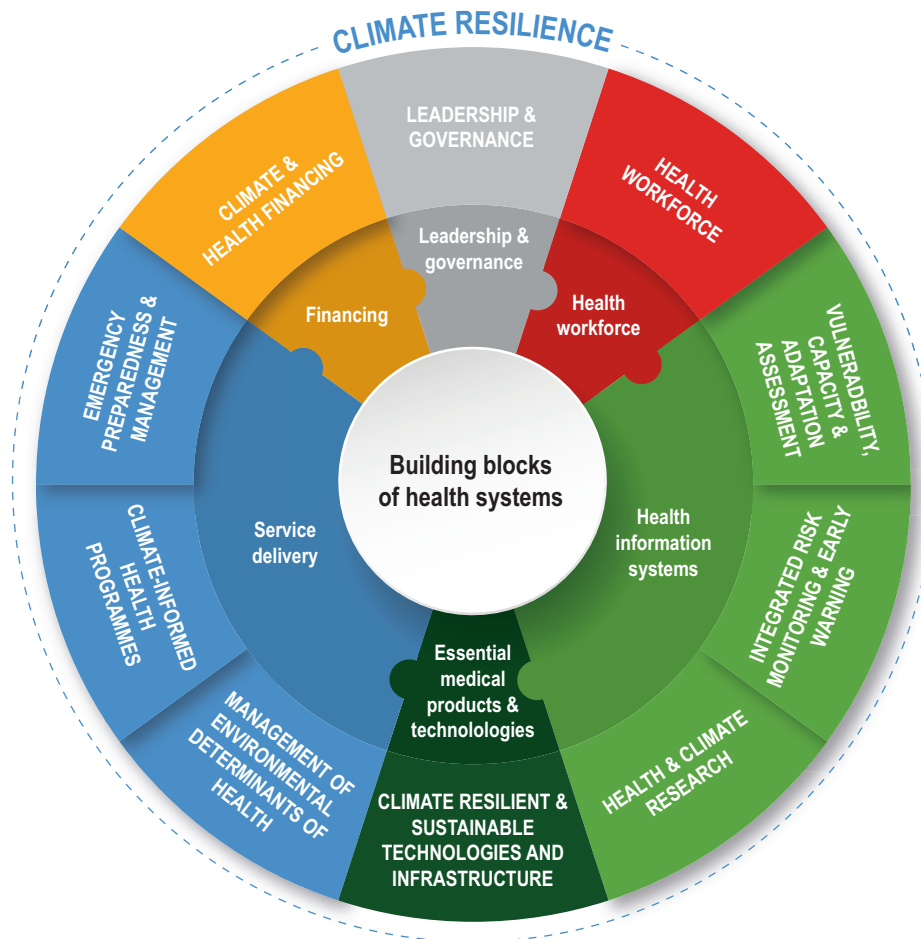 CLIMATE RESILIENCE
LEADERSHIP &
GOVERNANCE
HEALTH
WORKFORCE
VULNERADBILITY,
CAPACITY &
ADAPTATION
ASSESSMENT
INTEGRATED RISK
MONITORING & EARLY
WARNING
HEALTH & CLIMATE
RESEARCH
CLIMATE RESILIENT &
SUSTAINABLE
TECHNOLOGIES AND
INFRASTRUCTURE
MANAGEMENT OF
ENVIRONMENTAL
DETERMINANTS OF
HEALTH
CLIMATE-INFORMED
HEALTH
PROGRAMMES
EMERGENCY
PREPAREDNESS &
MANAGEMENT
CLIMATE &
HEALTH FINANCING
Leadership &
governance
Health
workforce
Health
information
systems
Essential
medical
products &
technolologies
Service
delivery
Financing
Building blocks
of health systems